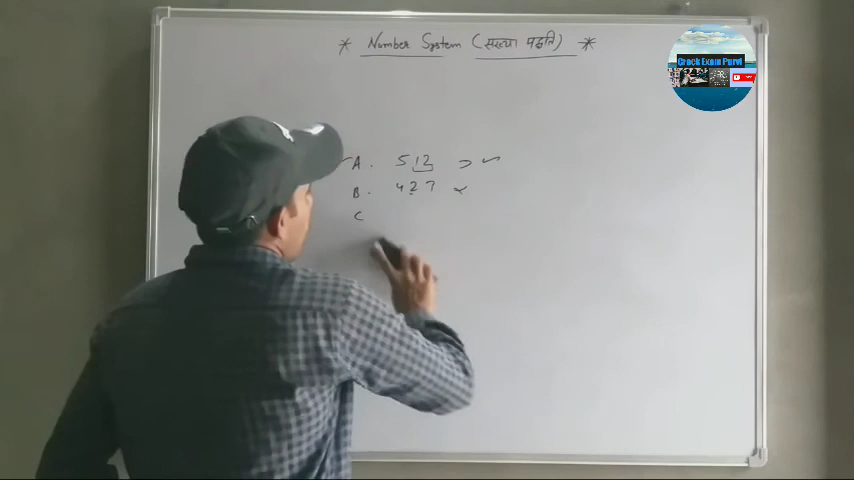 * Number System (संख्या पद्धति) *
Crack Exam Purvi
A. 512 > ✓
B. 427 ×
C